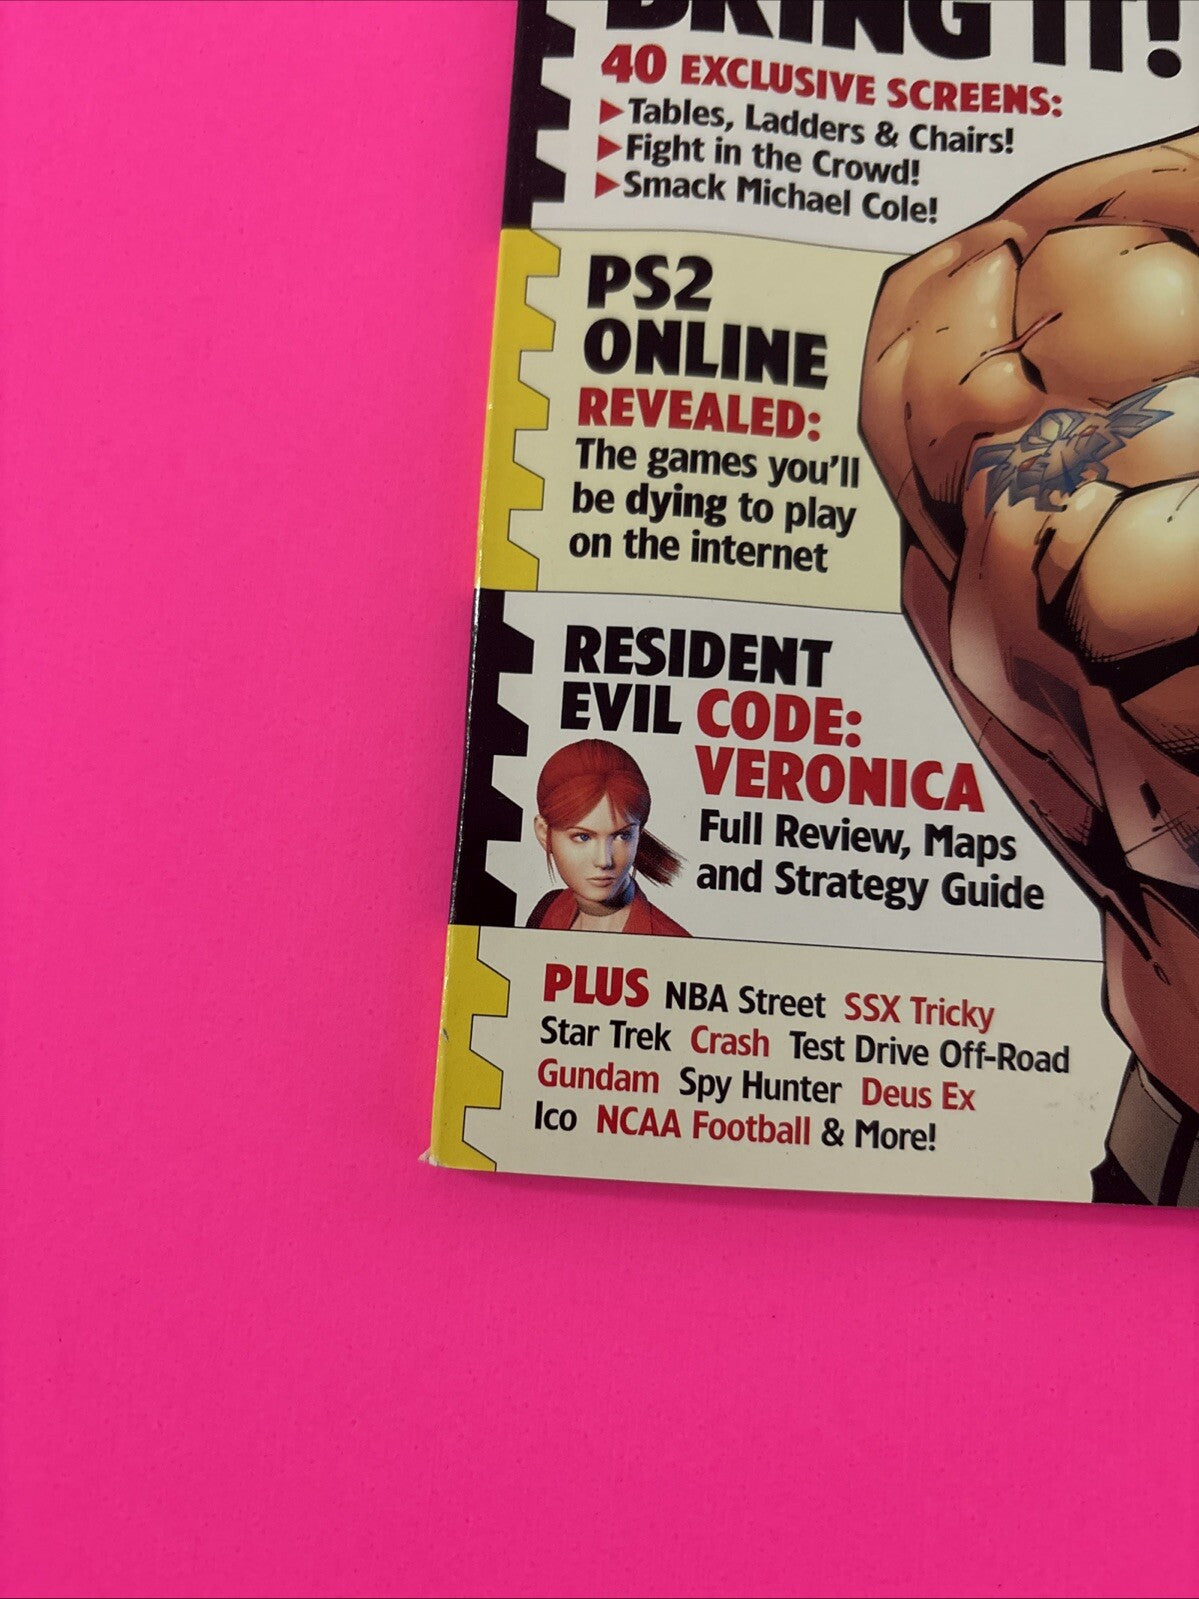 BRING IT!
40 EXCLUSIVE SCREENS:
Tables, Ladders & Chairs!
Fight in the Crowd!
Smack Michael Cole!
PS2
ONLINE
REVEALED:
The games you'll
be dying to play
on the internet
RESIDENT
EVIL CODE:
VERONICA
Full Review, Maps
and Strategy Guide
PLUS NBA Street SSX Tricky
Star Trek Crash Test Drive Off-Road
Gundam Spy Hunter Deus Ex
Ico NCAA Football & More!